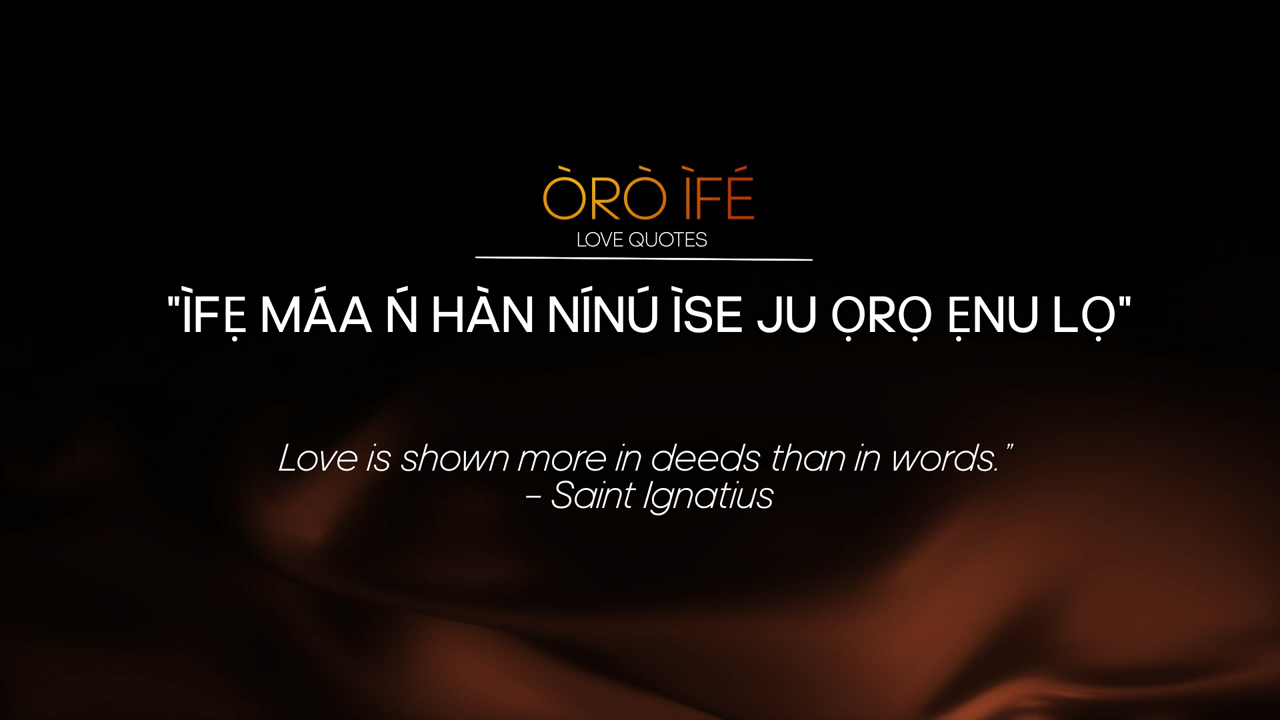 ÒRÒ ÌFÉ
LOVE QUOTES
"ÌFẸ MÁA Ń HÀN NÍNÚ ÌSE JU ỌRỌ ẸNU LỌ"
Love is shown more in deeds than in words.”
– Saint Ignatius